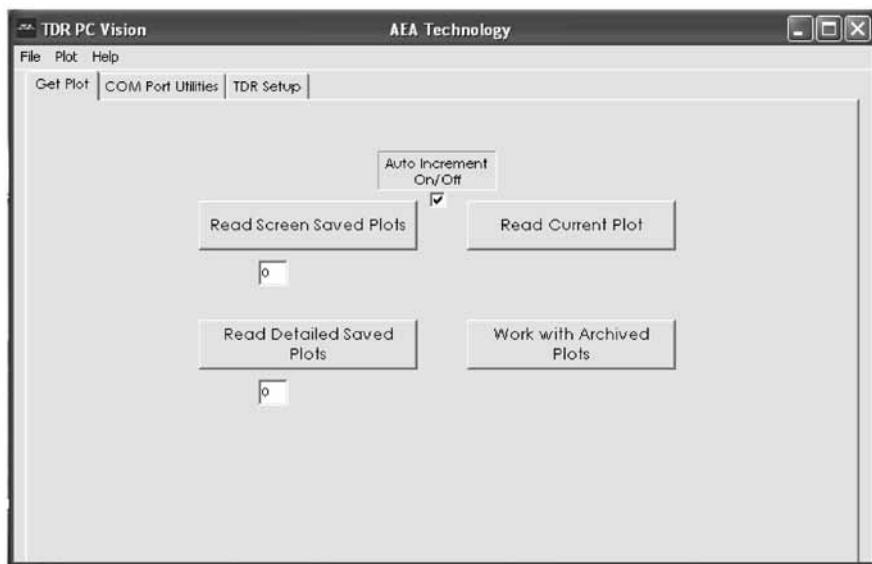 TDR PC Vision AEA Technology
File Plot Help
Get Plot COM Port Utilities TDR Setup
Auto Increment
On/Off
Read Screen Saved Plots Read Current Plot
0
Read Detailed Saved Work with Archived
Plots Plots
0